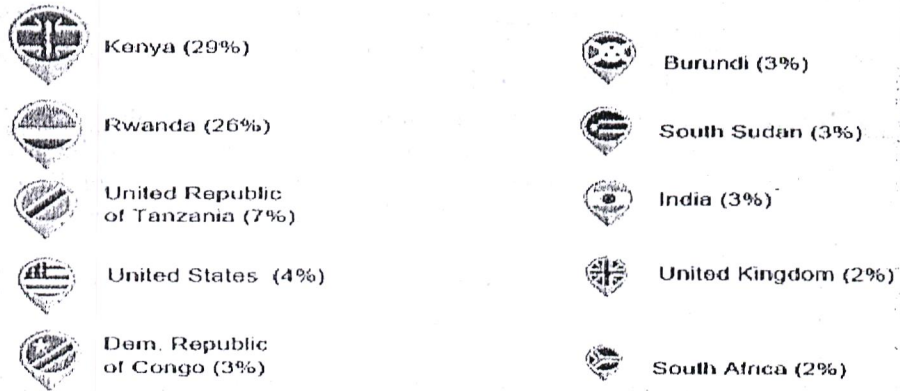 Kenya (29%)
Rwanda (26%)
United Republic
of Tanzania (7%)
United States (4%)
Dem. Republic
of Congo (3%)
Burundi (3%)
South Sudan (3%)
India (3%)
United Kingdom (2%)
South Africa (2%)